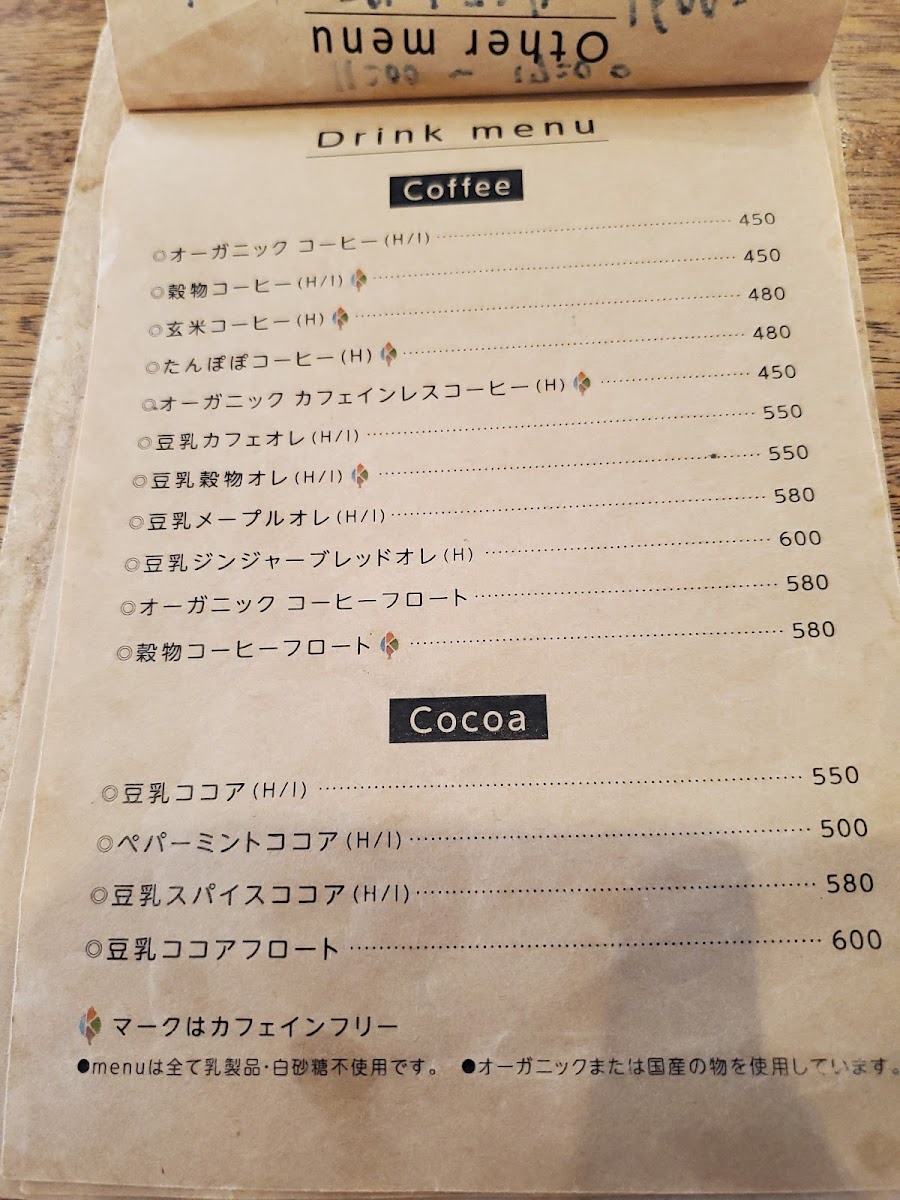 Other menu
11:00 ~ 17:00
Drink menu
Coffee
◎オーガニック コーヒー(H/I) 450
◎穀物コーヒー(H/I) 450
◎玄米コーヒー(H) 480
◎たんぽぽコーヒー(H) 480
◎オーガニック カフェインレスコーヒー(H) 450
◎豆乳カフェオレ(H/I) 550
◎豆乳穀物オレ(H/I) 550
◎豆乳メープルオレ(H/I) 580
◎豆乳ジンジャーブレッドオレ(H) 600
◎オーガニック コーヒーフロート 580
◎穀物コーヒーフロート 580
Cocoa
◎豆乳ココア(H/I) 550
◎ペパーミントココア(H/I) 500
◎豆乳スパイスココア(H/I) 580
◎豆乳ココアフロート 600
マークはカフェインフリー
●menuは全て乳製品・白砂糖不使用です。 ●オーガニックまたは国産の物を使用しています。